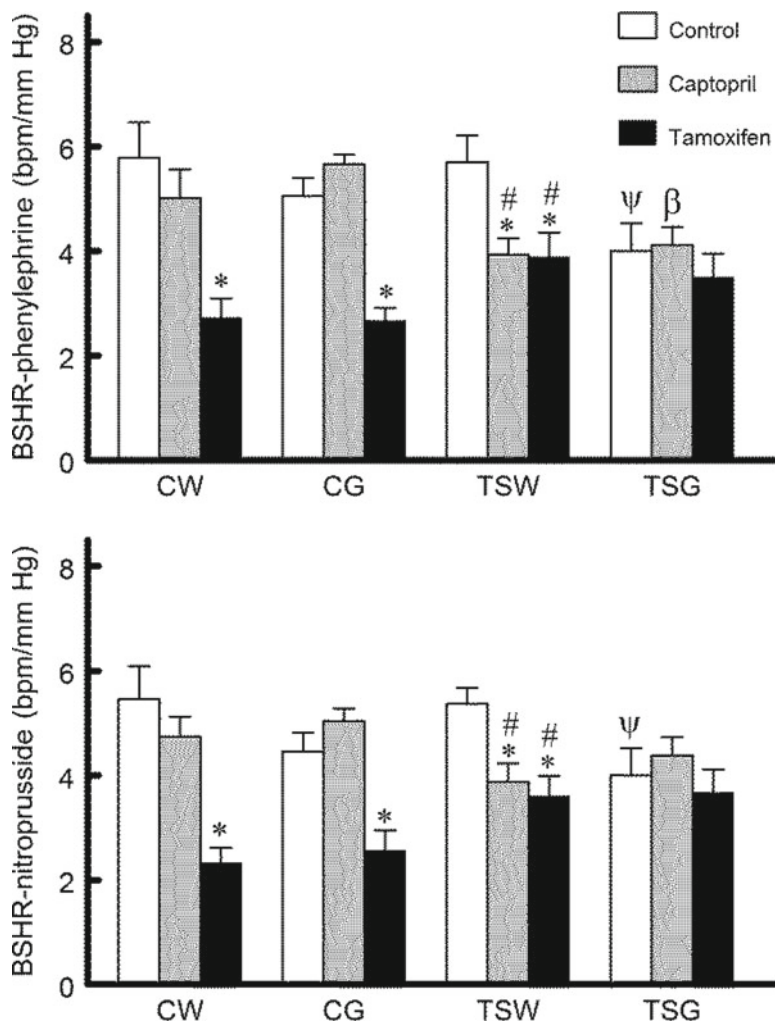 8
Control
Captopril
Tamoxifen
6
# #
* *
ψ β
4
* *
2
0
CW CG TSW TSG
BSHR-phenylephrine (bpm/mm Hg)
8
6
# #
* *
ψ
4
* *
2
0
CW CG TSW TSG
BSHR-nitroprusside (bpm/mm Hg)